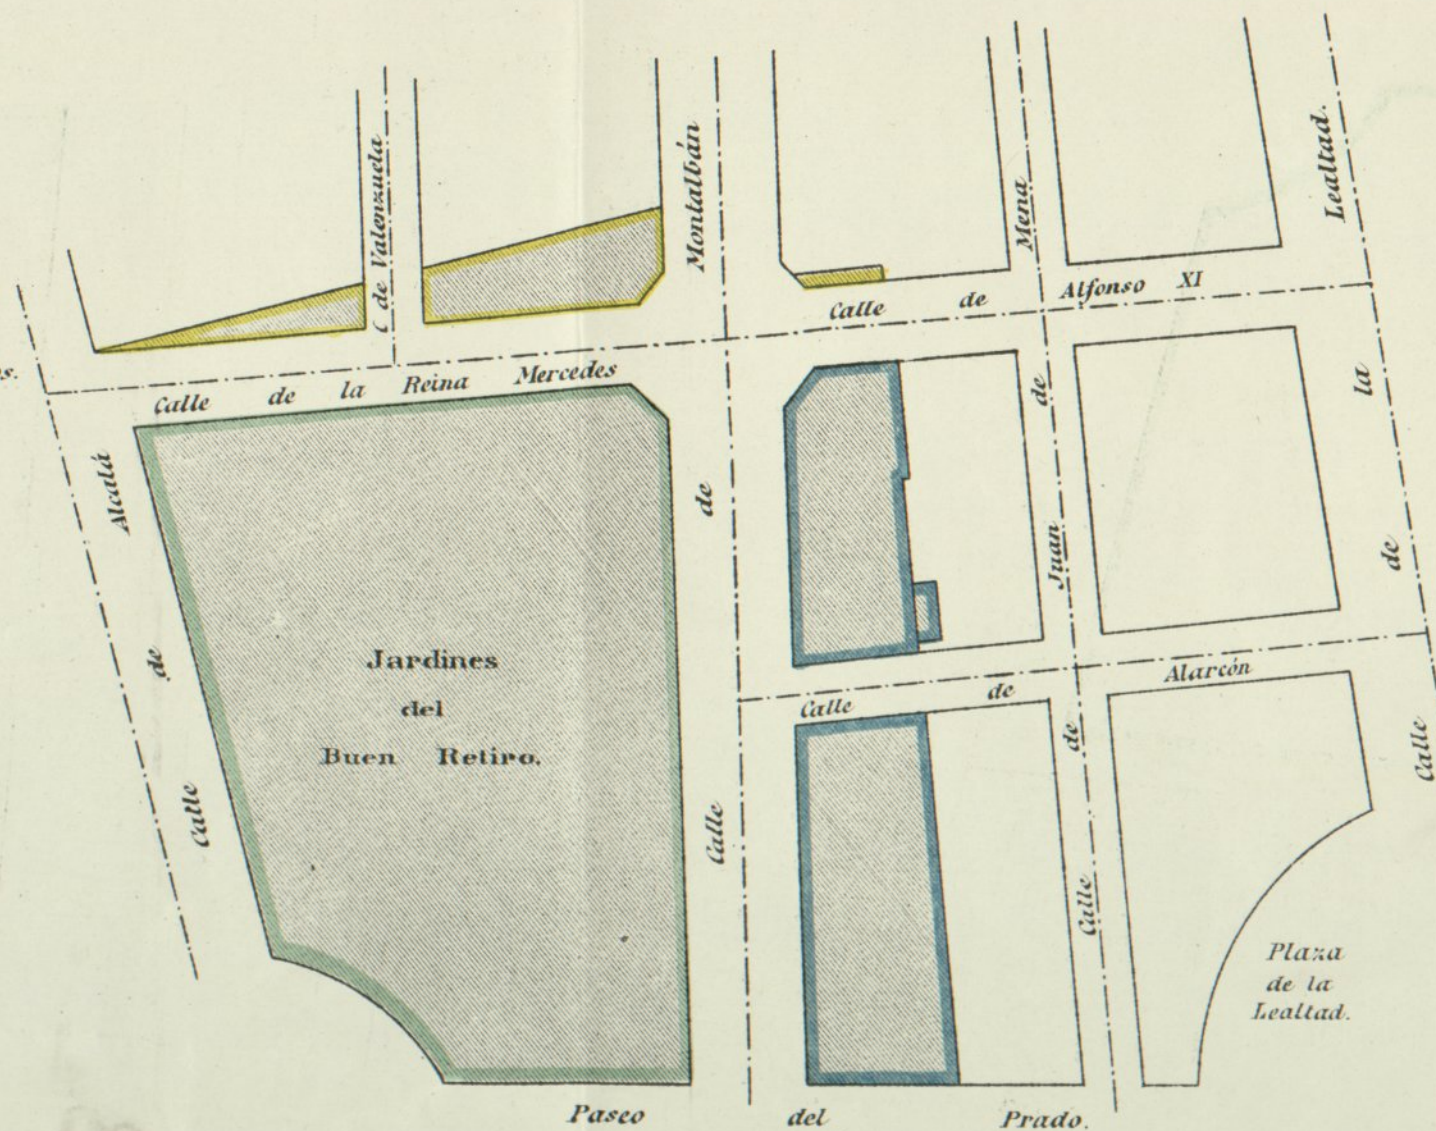 C de Valenzuela
Calle de Montalbán
Calle de Juan de Mena
Calle de la Lealtad.
Calle de Alfonso XI
Calle de la Reina Mercedes
Calle de Alcalá
Jardines
del
Buen Retiro.
Calle de Alarcón
Plaza
de la
Lealtad.
Paseo del Prado.